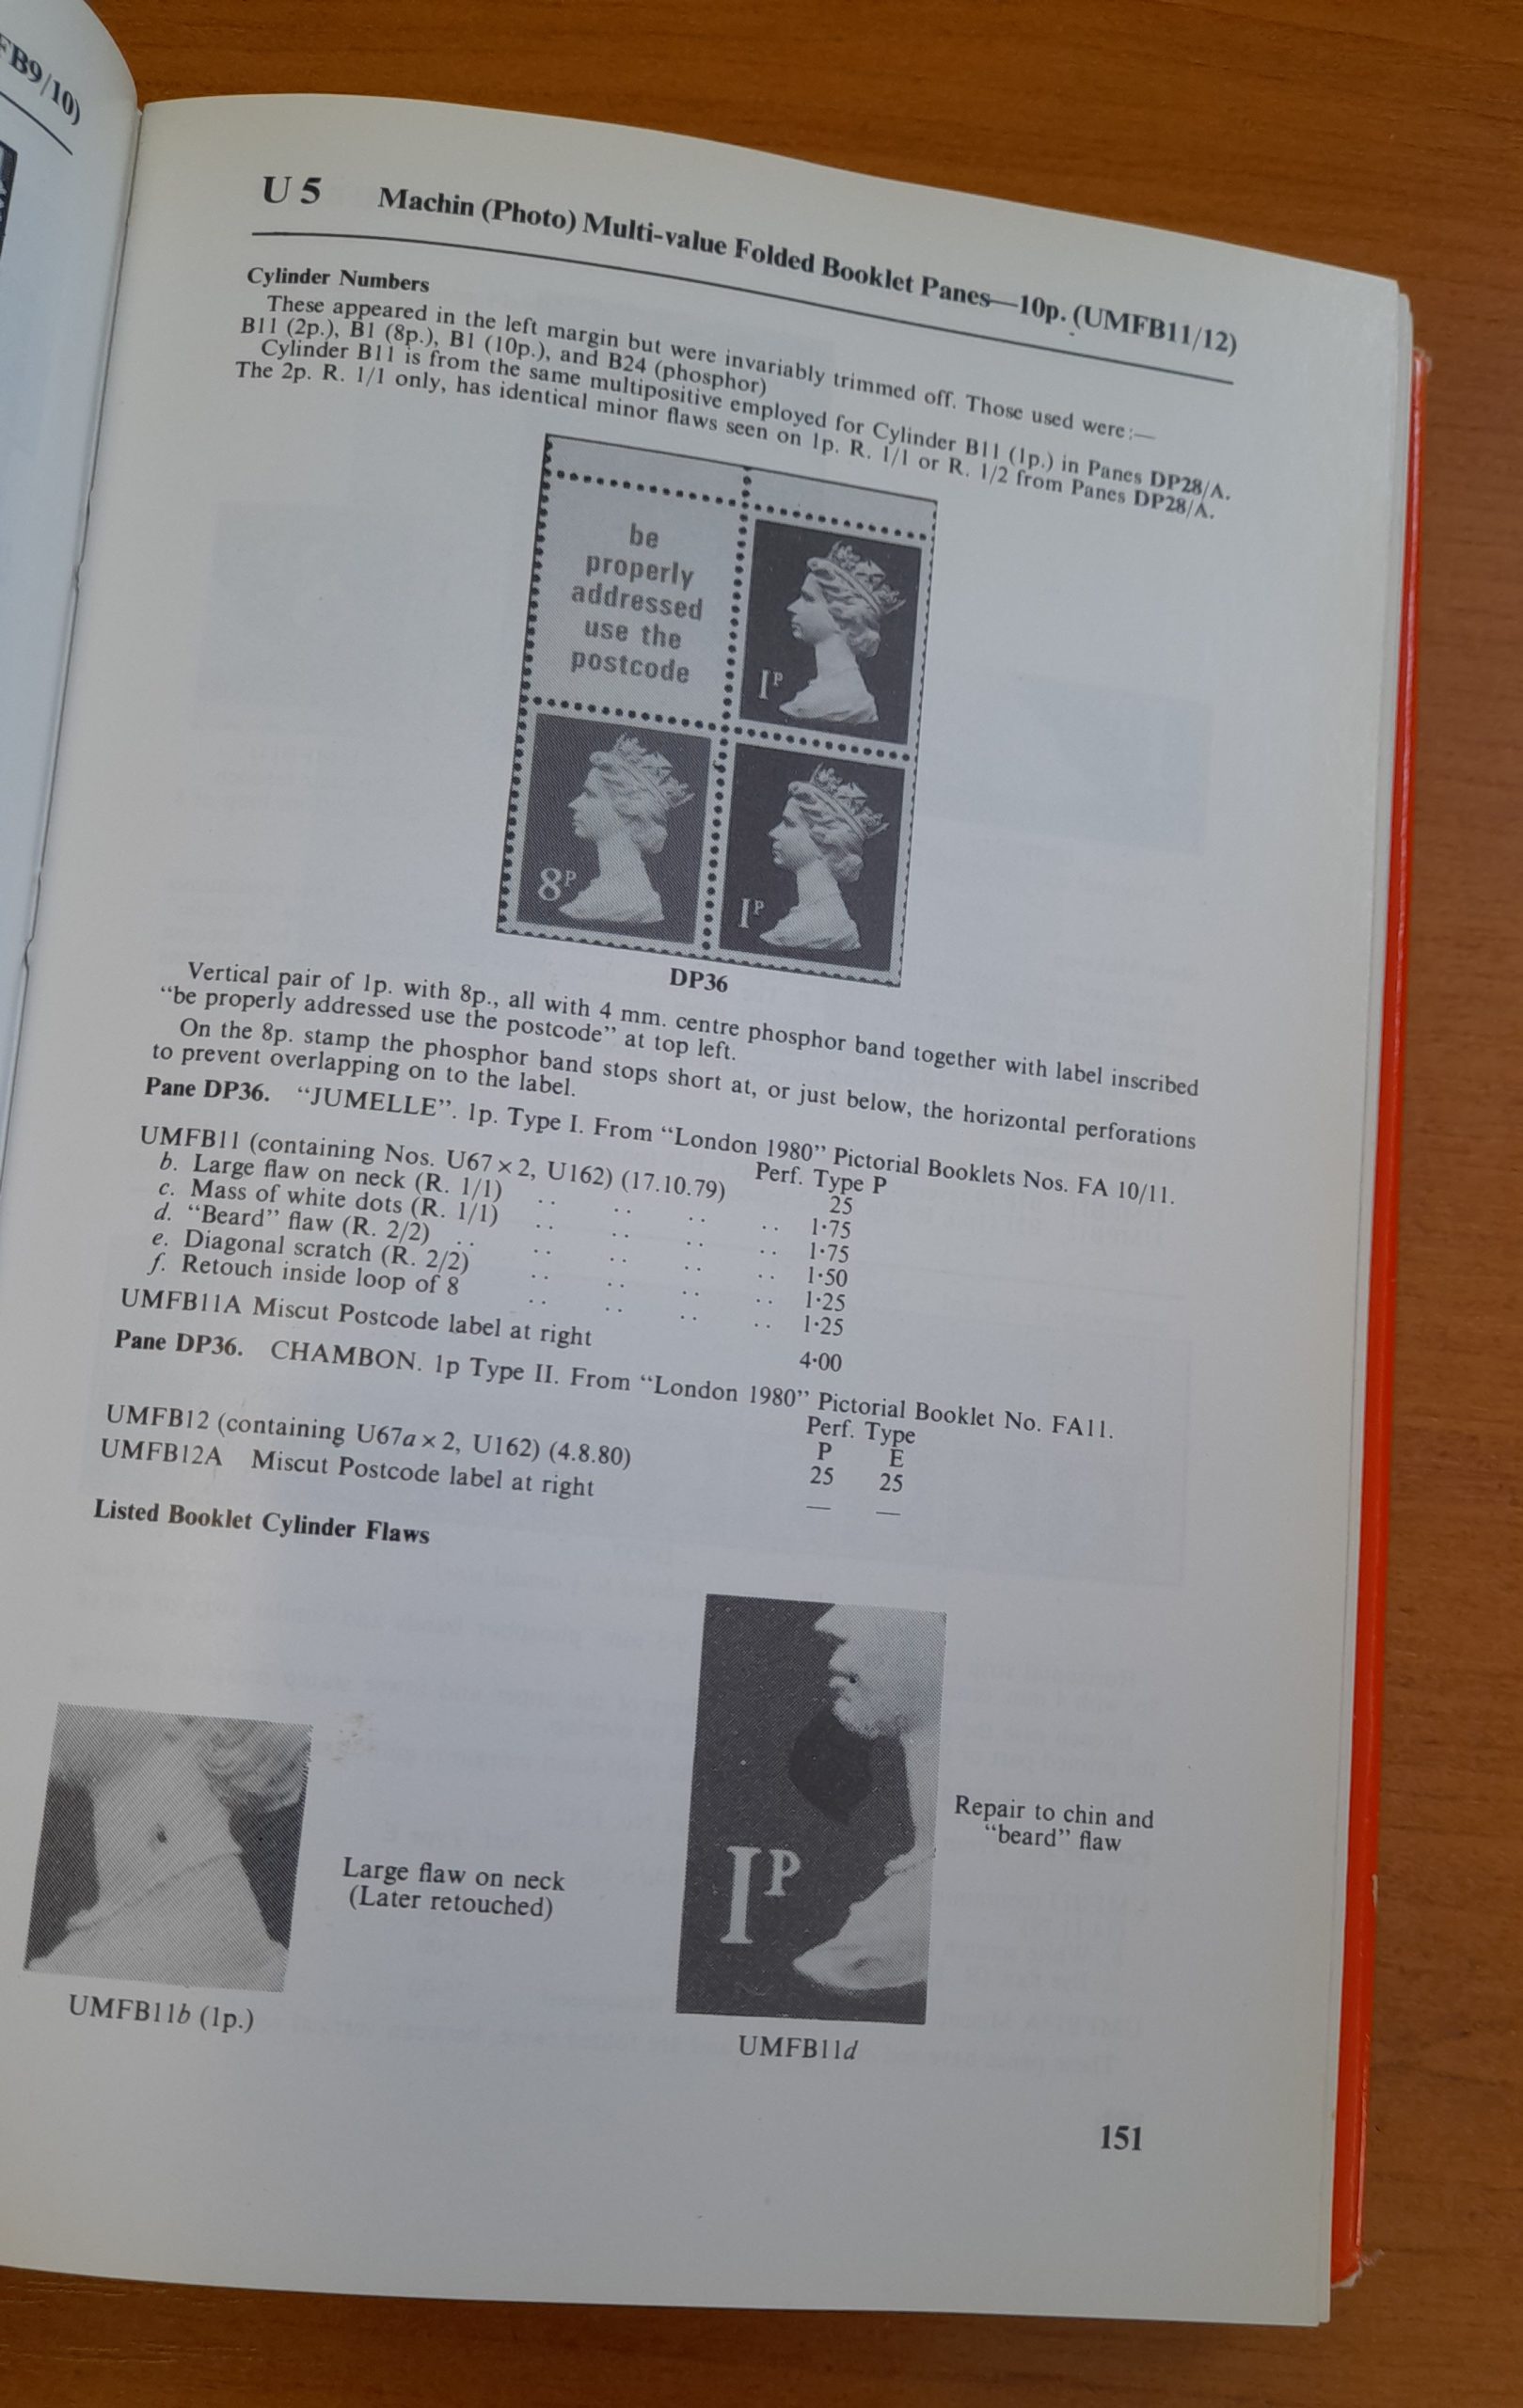 FB9/10)
U 5 Machin (Photo) Multi-value Folded Booklet Panes—10p. (UMFB11/12)
Cylinder Numbers
These appeared in the left margin but were invariably trimmed off. Those used were:—
B11 (2p.), B1 (8p.), B1 (10p.), and B24 (phosphor)
Cylinder B11 is from the same multipositive employed for Cylinder B11 (1p.) in Panes DP28/A.
The 2p. R. 1/1 only, has identical minor flaws seen on 1p. R. 1/1 or R. 1/2 from Panes DP28/A.
be
properly
addressed
use the
postcode
1P
8P
1P
DP36
Vertical pair of 1p. with 8p., all with 4 mm. centre phosphor band together with label inscribed
“be properly addressed use the postcode” at top left.
On the 8p. stamp the phosphor band stops short at, or just below, the horizontal perforations
to prevent overlapping on to the label.
Pane DP36. “JUMELLE”. 1p. Type I. From “London 1980” Pictorial Booklets Nos. FA 10/11.
Perf. Type P
UMFB11 (containing Nos. U67 × 2, U162) (17.10.79) 25
b. Large flaw on neck (R. 1/1) .. .. .. .. 1·75
c. Mass of white dots (R. 1/1) .. .. .. .. 1·75
d. “Beard” flaw (R. 2/2) .. .. .. .. .. 1·50
e. Diagonal scratch (R. 2/2) .. .. .. .. 1·25
f. Retouch inside loop of 8 .. .. .. .. 1·25
UMFB11A Miscut Postcode label at right 4·00
Pane DP36. CHAMBON. 1p Type II. From “London 1980” Pictorial Booklet No. FA11.
Perf. Type
P E
UMFB12 (containing U67a × 2, U162) (4.8.80) 25 25
UMFB12A Miscut Postcode label at right — —
Listed Booklet Cylinder Flaws
1P
Repair to chin and
“beard” flaw
Large flaw on neck
(Later retouched)
UMFB11b (1p.)
UMFB11d
151